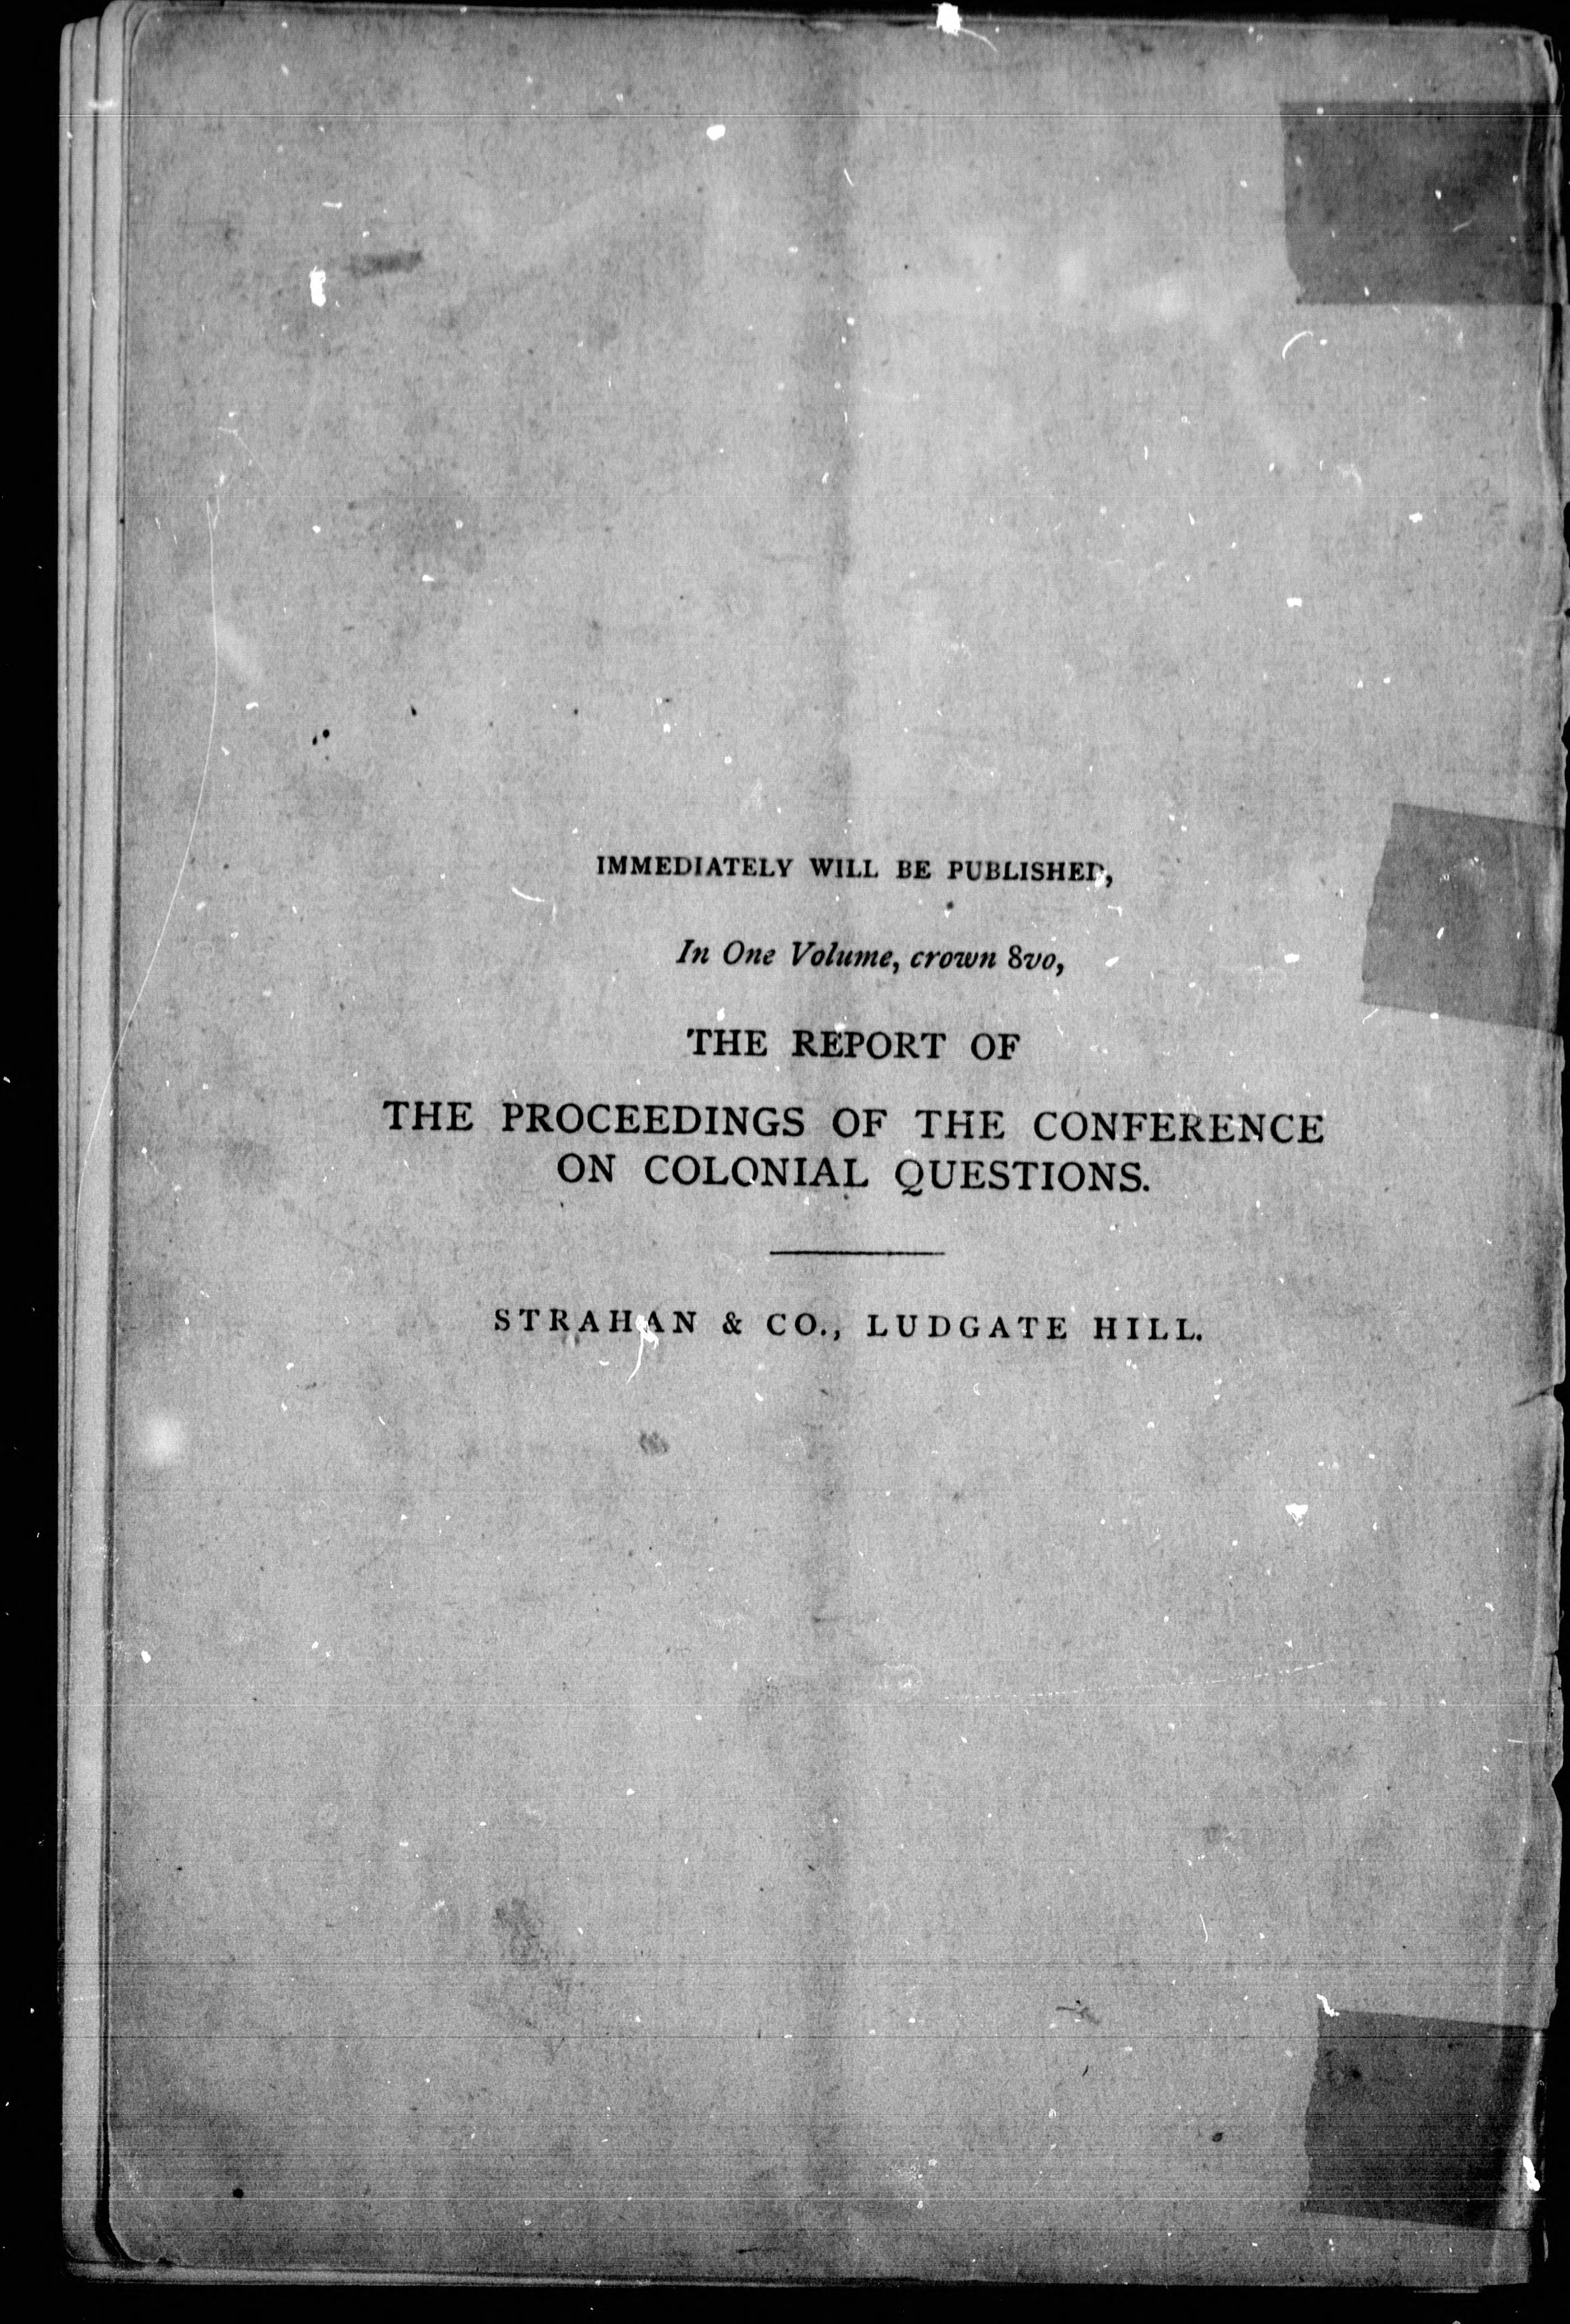 IMMEDIATELY WILL BE PUBLISHED,
In One Volume, crown 8vo,
THE REPORT OF
THE PROCEEDINGS OF THE CONFERENCE
ON COLONIAL QUESTIONS.
STRAHAN & CO., LUDGATE HILL.